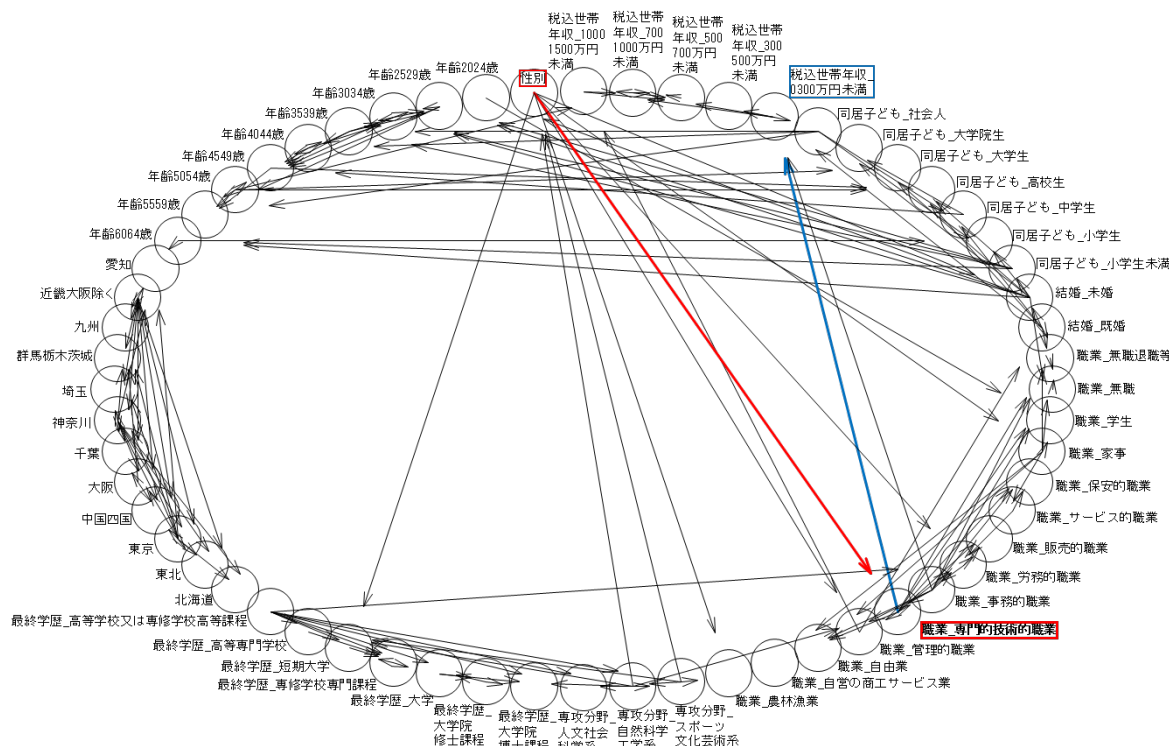 税込世帯
年収_1000
1500万円
未満
税込世帯
年収_700
1000万円
未満
税込世帯
年収_500
700万円
未満
税込世帯
年収_300
500万円
未満
税込世帯年収_
0300万円未満
性別
年齢2024歳
年齢2529歳
年齢3034歳
年齢3539歳
年齢4044歳
年齢4549歳
年齢5054歳
年齢5559歳
年齢6064歳
愛知
近畿大阪除く
九州
群馬栃木茨城
埼玉
神奈川
千葉
大阪
中国四国
東京
東北
北海道
最終学歴_高等学校又は専修学校高等課程
最終学歴_高等専門学校
最終学歴_短期大学
最終学歴_専修学校専門課程
最終学歴_大学
最終学歴_
大学院
修士課程
最終学歴_
大学院
博士課程
専攻分野_
人文社会
科学系
専攻分野_
自然科学
工学系
専攻分野_
スポーツ
文化芸術系
職業_農林漁業
職業_自営の商工サービス業
職業_自由業
職業_管理的職業
職業_専門的技術的職業
職業_事務的職業
職業_労務的職業
職業_販売的職業
職業_サービス的職業
職業_保安的職業
職業_家事
職業_学生
職業_無職
職業_無職退職等
結婚_既婚
結婚_未婚
同居子ども_小学生未満
同居子ども_小学生
同居子ども_中学生
同居子ども_高校生
同居子ども_大学生
同居子ども_大学院生
同居子ども_社会人